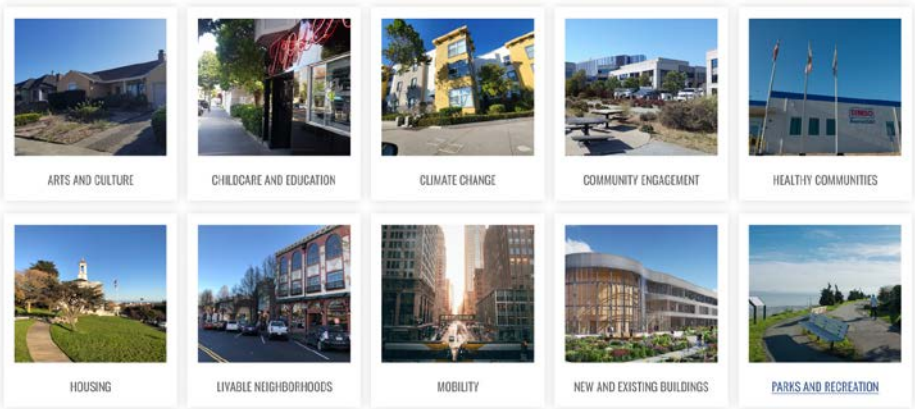 ARTS AND CULTURE
CHILDCARE AND EDUCATION
CLIMATE CHANGE
COMMUNITY ENGAGEMENT
HEALTHY COMMUNITIES
HOUSING
LIVABLE NEIGHBORHOODS
MOBILITY
NEW AND EXISTING BUILDINGS
PARKS AND RECREATION